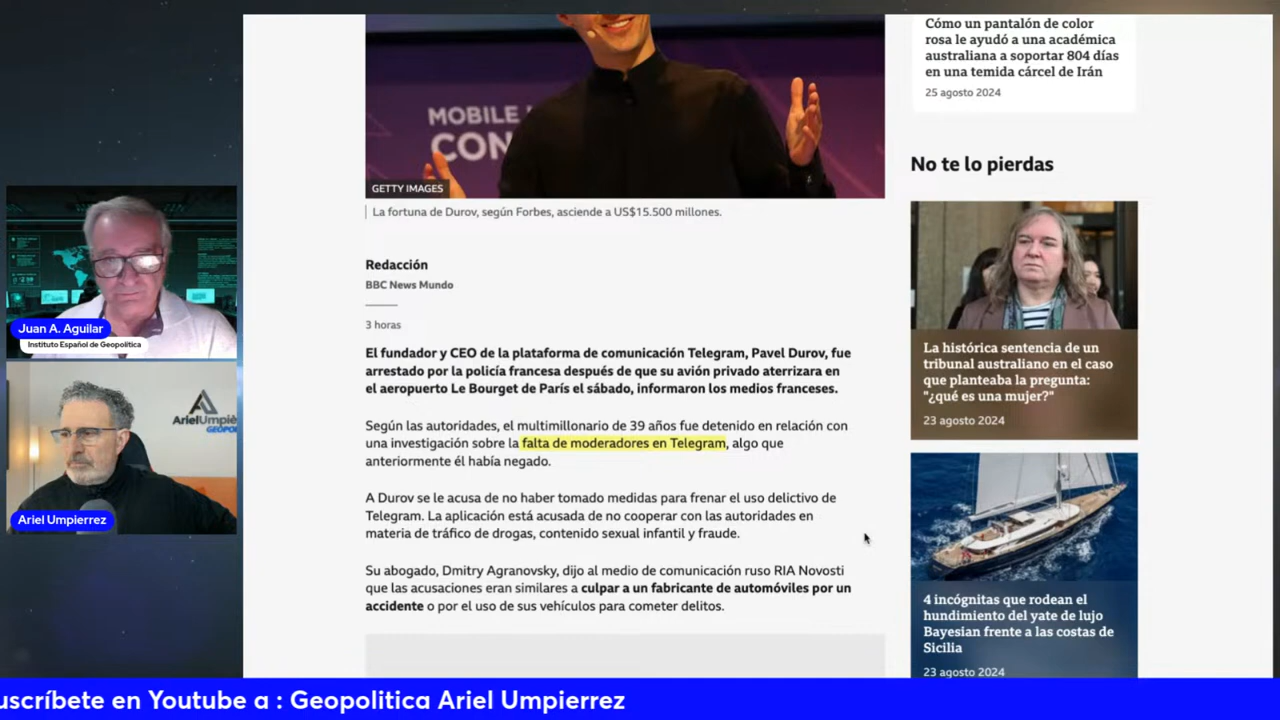 Juan A. Aguilar
Instituto Español de Geopolítica
ArielUmpi
GEOPOL
Ariel Umpierrez
MOBILE
CON
GETTY IMAGES
La fortuna de Durov, según Forbes, asciende a US$15.500 millones.
Redacción
BBC News Mundo
3 horas
El fundador y CEO de la plataforma de comunicación Telegram, Pavel Durov, fue
arrestado por la policía francesa después de que su avión privado aterrizara en
el aeropuerto Le Bourget de París el sábado, informaron los medios franceses.
Según las autoridades, el multimillonario de 39 años fue detenido en relación con
una investigación sobre la falta de moderadores en Telegram, algo que
anteriormente él había negado.
A Durov se le acusa de no haber tomado medidas para frenar el uso delictivo de
Telegram. La aplicación está acusada de no cooperar con las autoridades en
materia de tráfico de drogas, contenido sexual infantil y fraude.
Su abogado, Dmitry Agranovsky, dijo al medio de comunicación ruso RIA Novosti
que las acusaciones eran similares a culpar a un fabricante de automóviles por un
accidente o por el uso de sus vehículos para cometer delitos.
Cómo un pantalón de color
rosa le ayudó a una académica
australiana a soportar 804 días
en una temida cárcel de Irán
25 agosto 2024
No te lo pierdas
La histórica sentencia de un
tribunal australiano en el caso
que planteaba la pregunta:
"¿qué es una mujer?"
23 agosto 2024
4 incógnitas que rodean el
hundimiento del yate de lujo
Bayesian frente a las costas de
Sicilia
23 agosto 2024
uscríbete en Youtube a : Geopolitica Ariel Umpierrez